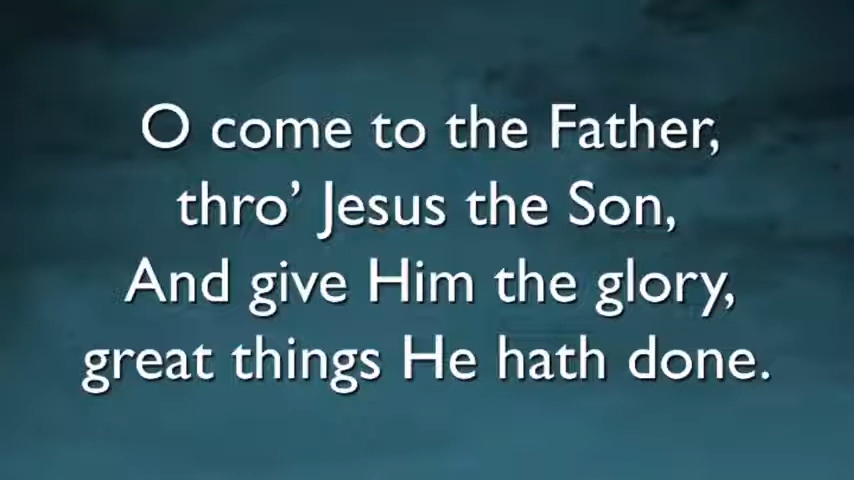 O come to the Father,
thro’ Jesus the Son,
And give Him the glory,
great things He hath done.